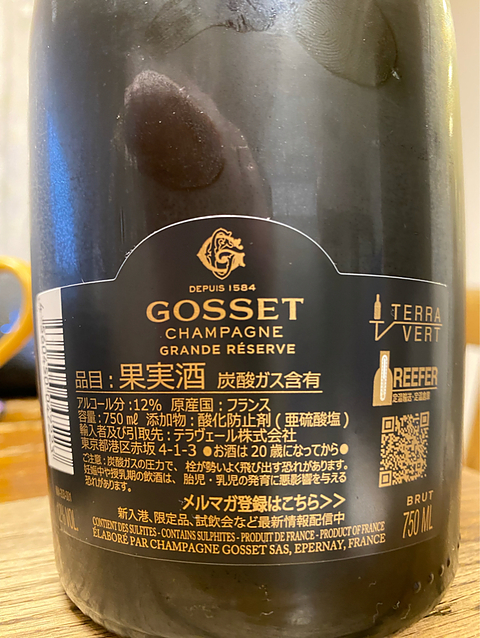 DEPUIS 1584
GOSSET
CHAMPAGNE
GRANDE RÉSERVE
TERRA
VERT
REEFER
定温輸送・定温倉庫
品目:果実酒 炭酸ガス含有
アルコール分:12% 原産国:フランス
容量:750㎖ 添加物:酸化防止剤(亜硫酸塩)
輸入者及び引取先:テラヴェール株式会社
東京都港区赤坂4-1-3 ●お酒は20歳になってから●
ご注意:炭酸ガスの圧力で、栓が勢いよく飛び出す恐れがあります。
妊娠中や授乳期の飲酒は、胎児・乳児の発育に悪影響を与える
恐れがあります。
メルマガ登録はこちら>>
新入港、限定品、試飲会など最新情報配信中
BRUT
750 ML
VOL.
CONTIENT DES SULFITES - CONTAINS SULPHITES - PRODUIT DE FRANCE - PRODUCT OF FRANCE
ÉLABORÉ PAR CHAMPAGNE GOSSET SAS, EPERNAY, FRANCE